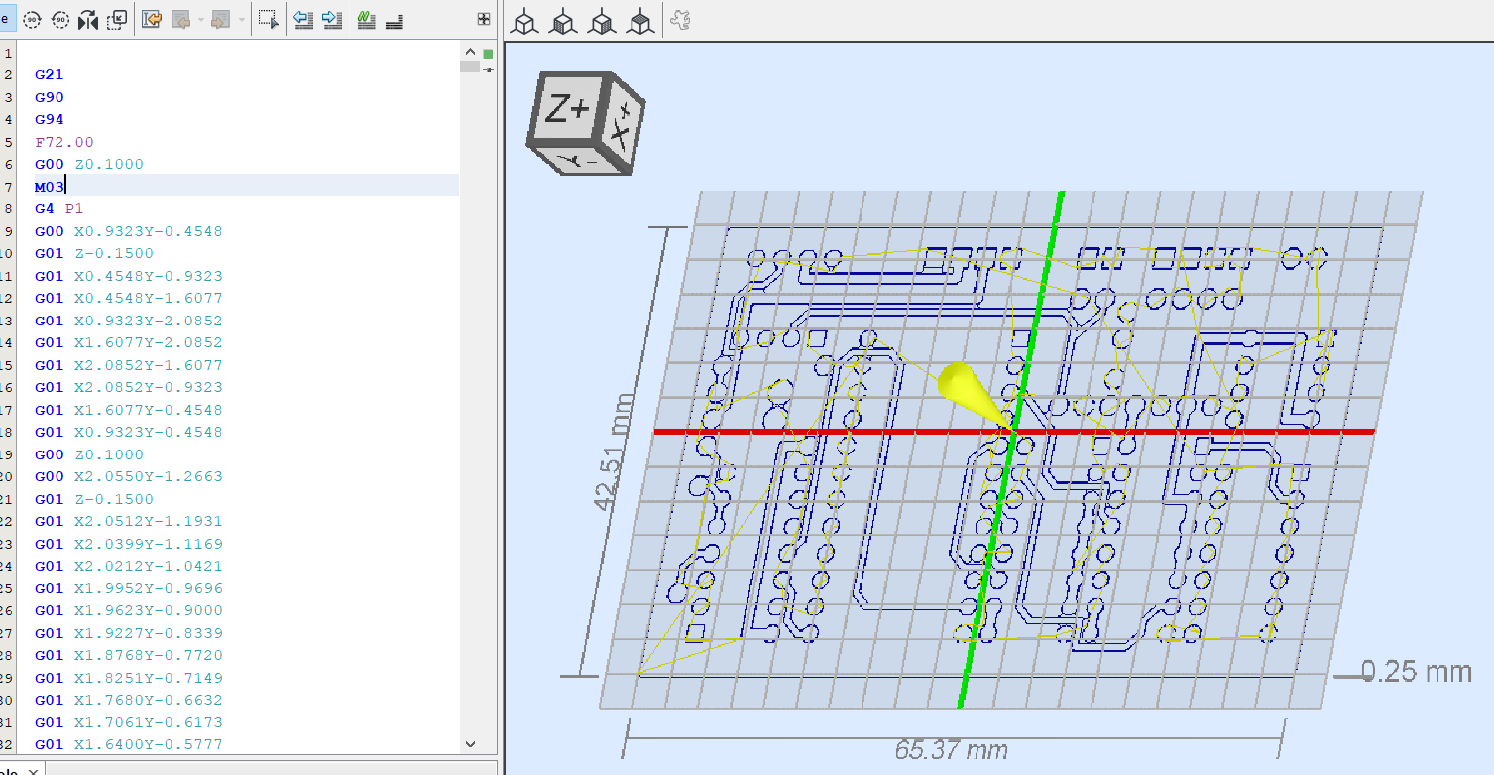 e
90
90
1
2 G21
3 G90
4 G94
5 F72.00
6 G00 Z0.1000
7 M03
8 G4 P1
9 G00 X0.9323Y-0.4548
10 G01 Z-0.1500
11 G01 X0.4548Y-0.9323
12 G01 X0.4548Y-1.6077
13 G01 X0.9323Y-2.0852
14 G01 X1.6077Y-2.0852
15 G01 X2.0852Y-1.6077
16 G01 X2.0852Y-0.9323
17 G01 X1.6077Y-0.4548
18 G01 X0.9323Y-0.4548
19 G00 Z0.1000
20 G00 X2.0550Y-1.2663
21 G01 Z-0.1500
22 G01 X2.0512Y-1.1931
23 G01 X2.0399Y-1.1169
24 G01 X2.0212Y-1.0421
25 G01 X1.9952Y-0.9696
26 G01 X1.9623Y-0.9000
27 G01 X1.9227Y-0.8339
28 G01 X1.8768Y-0.7720
29 G01 X1.8251Y-0.7149
30 G01 X1.7680Y-0.6632
31 G01 X1.7061Y-0.6173
32 G01 X1.6400Y-0.5777
Z+
X+
Y-
42.51 mm
0.25 mm
65.37 mm